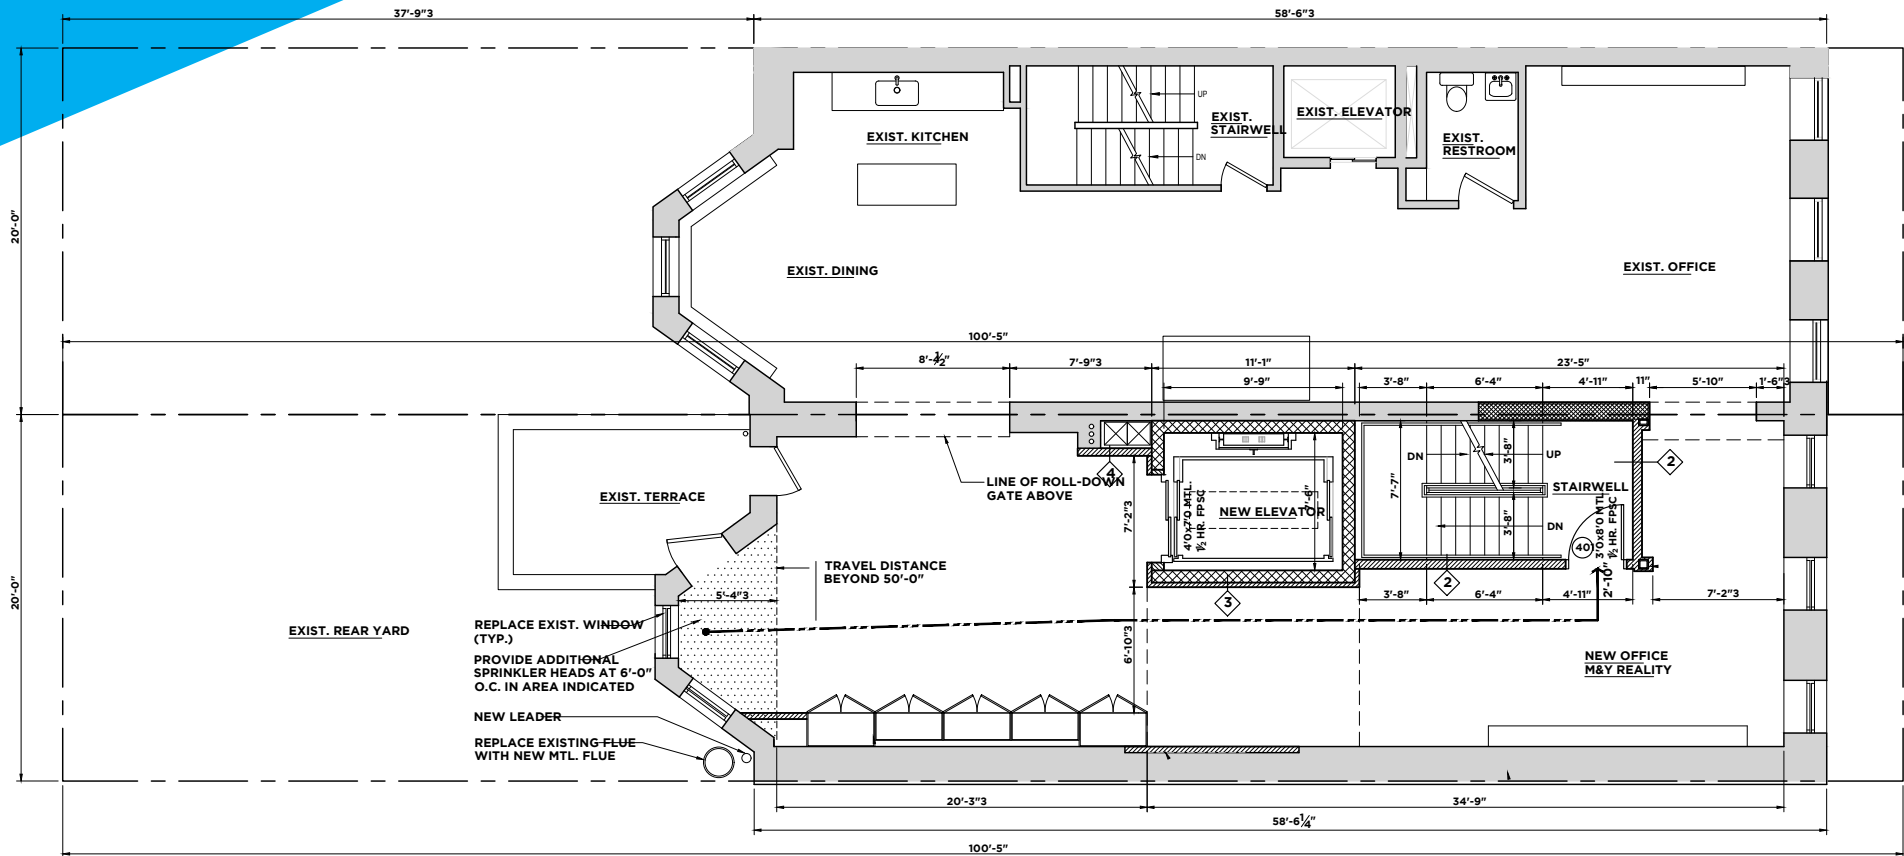 37'-9"3
58'-6"3
20'-0"
UP
DN
EXIST. KITCHEN
EXIST.
STAIRWELL
EXIST. ELEVATOR
EXIST.
RESTROOM
EXIST. DINING
EXIST. OFFICE
100'-5"
8'-½"
7'-9"3
11'-1"
23'-5"
9'-9"
3'-8"
6'-4"
4'-11"
11"
5'-10"
1'-6"3
20'-0"
EXIST. TERRACE
LINE OF ROLL-DOWN
GATE ABOVE
4
7'-2"3
4'0x7'0 MTL.
1½ HR. FPSC
NEW ELEVATOR
7'-6"
7'-7"
DN
3'-8"
UP
2
STAIRWELL
3'-8"
DN
401
3'0x8'0 MTL.
1½ HR. FPSC
TRAVEL DISTANCE
BEYOND 50'-0"
2
3
3'-8"
6'-4"
4'-11"
2'-10"
7'-2"3
5'-4"3
EXIST. REAR YARD
REPLACE EXIST. WINDOW
(TYP.)
PROVIDE ADDITIONAL
SPRINKLER HEADS AT 6'-0"
O.C. IN AREA INDICATED
6'-10"3
NEW OFFICE
M&Y REALITY
NEW LEADER
REPLACE EXISTING FLUE
WITH NEW MTL. FLUE
20'-3"3
34'-9"
58'-6¼"
100'-5"